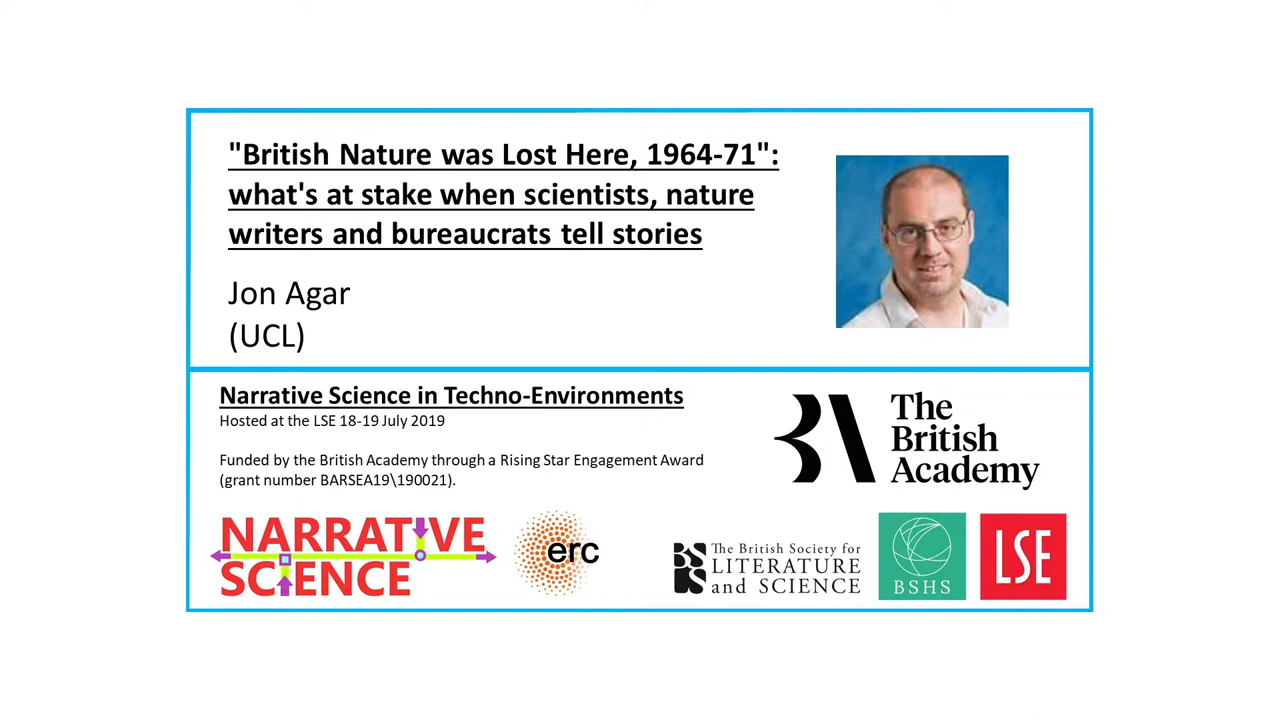 "British Nature was Lost Here, 1964-71":
what's at stake when scientists, nature
writers and bureaucrats tell stories
Jon Agar
(UCL)
Narrative Science in Techno-Environments
Hosted at the LSE 18-19 July 2019
Funded by the British Academy through a Rising Star Engagement Award
(grant number BARSEA19\190021).
The
British
Academy
NARRATIVE
SCIENCE
erc
BSLS
The British Society for
LITERATURE
and SCIENCE
BSHS
LSE